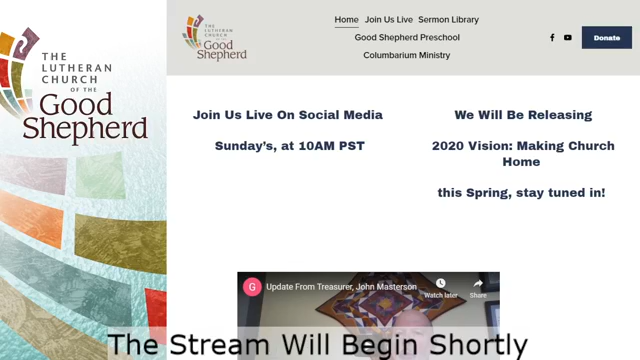 THE
LUTHERAN
CHURCH
OF THE
Good
Shepherd
THE
LUTHERAN
CHURCH
OF THE
Good
Shepherd
Home Join Us Live Sermon Library
Good Shepherd Preschool
Columbarium Ministry
Donate
Join Us Live On Social Media
Sunday's, at 10AM PST
We Will Be Releasing
2020 Vision: Making Church
Home
this Spring, stay tuned in!
G Update From Treasurer, John Masterson
Watch later Share
The Stream Will Begin Shortly